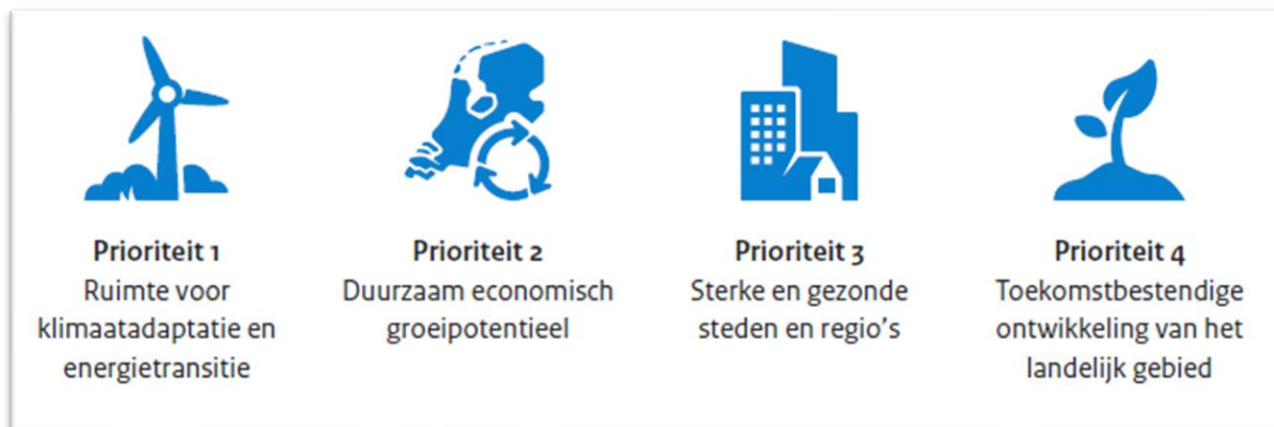 Prioriteit 1
Ruimte voor
klimaatadaptatie en
energietransitie
Prioriteit 2
Duurzaam economisch
groeipotentieel
Prioriteit 3
Sterke en gezonde
steden en regio's
Prioriteit 4
Toekomstbestendige
ontwikkeling van het
landelijk gebied